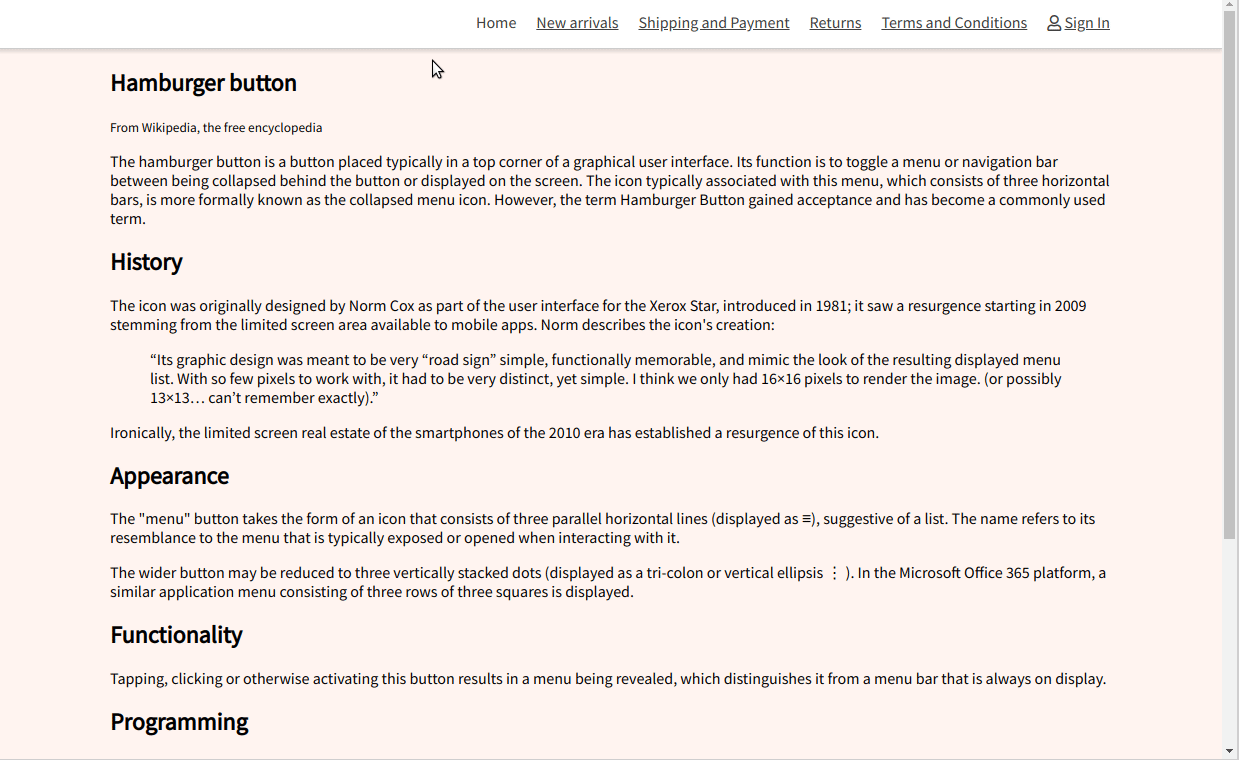 Home New arrivals Shipping and Payment Returns Terms and Conditions Sign In
Hamburger button
From Wikipedia, the free encyclopedia
The hamburger button is a button placed typically in a top corner of a graphical user interface. Its function is to toggle a menu or navigation bar
between being collapsed behind the button or displayed on the screen. The icon typically associated with this menu, which consists of three horizontal
bars, is more formally known as the collapsed menu icon. However, the term Hamburger Button gained acceptance and has become a commonly used
term.
History
The icon was originally designed by Norm Cox as part of the user interface for the Xerox Star, introduced in 1981; it saw a resurgence starting in 2009
stemming from the limited screen area available to mobile apps. Norm describes the icon's creation:
“Its graphic design was meant to be very “road sign” simple, functionally memorable, and mimic the look of the resulting displayed menu
list. With so few pixels to work with, it had to be very distinct, yet simple. I think we only had 16×16 pixels to render the image. (or possibly
13×13… can’t remember exactly).”
Ironically, the limited screen real estate of the smartphones of the 2010 era has established a resurgence of this icon.
Appearance
The "menu" button takes the form of an icon that consists of three parallel horizontal lines (displayed as ≡), suggestive of a list. The name refers to its
resemblance to the menu that is typically exposed or opened when interacting with it.
The wider button may be reduced to three vertically stacked dots (displayed as a tri-colon or vertical ellipsis ⋮ ). In the Microsoft Office 365 platform, a
similar application menu consisting of three rows of three squares is displayed.
Functionality
Tapping, clicking or otherwise activating this button results in a menu being revealed, which distinguishes it from a menu bar that is always on display.
Programming